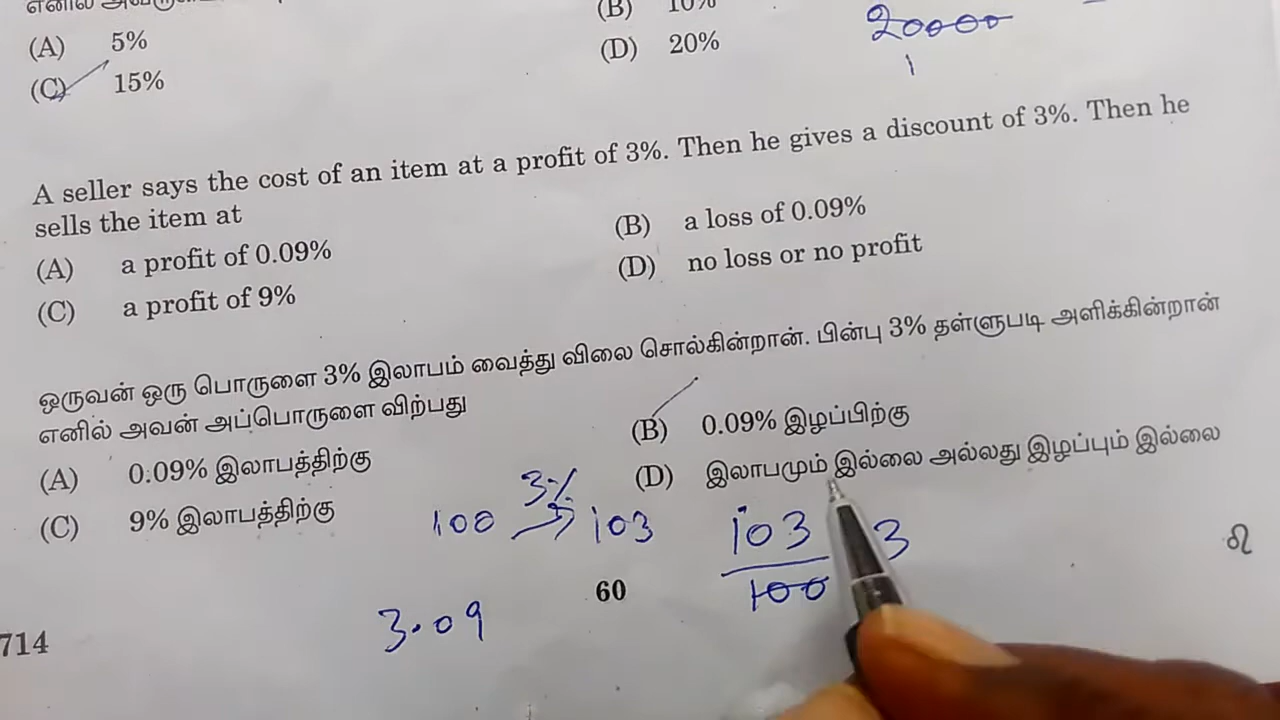 எனில்
(B) 10%
20000
(A) 5%
(D) 20%
1
(C) 15%
A seller says the cost of an item at a profit of 3%. Then he gives a discount of 3%. Then he
sells the item at
(A) a profit of 0.09%
(B) a loss of 0.09%
(C) a profit of 9%
(D) no loss or no profit
ஒருவன் ஒரு பொருளை 3% இலாபம் வைத்து விலை சொல்கின்றான். பின்பு 3% தள்ளுபடி அளிக்கின்றான்
எனில் அவன் அப்பொருளை விற்பது
(A) 0.09% இலாபத்திற்கு
(B) 0.09% இழப்பிற்கு
(C) 9% இலாபத்திற்கு
(D) இலாபமும் இல்லை அல்லது இழப்பும் இல்லை
3%
100 → 103
103
100
3
60
3.09
714